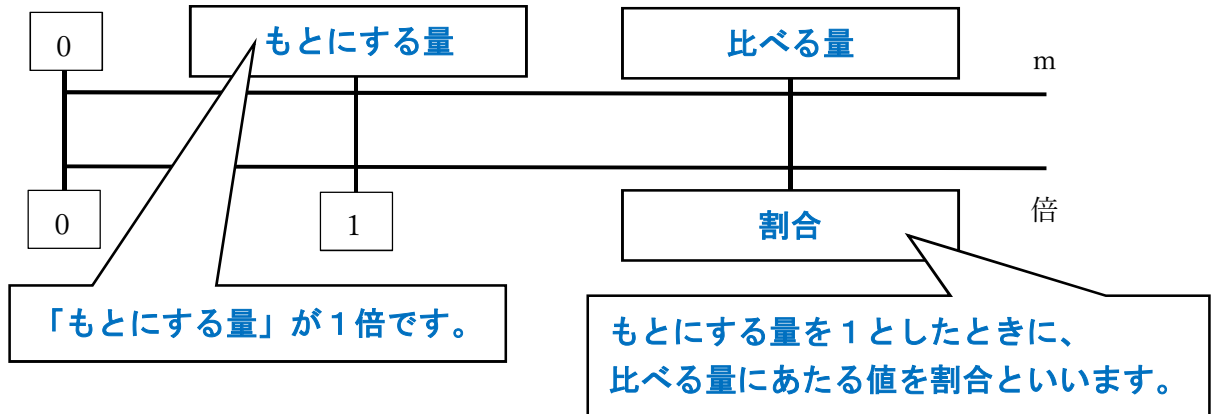 0
もとにする量
比べる量
m
0
1
割合
倍
「もとにする量」が１倍です。
もとにする量を１としたときに、
比べる量にあたる値を割合といいます。